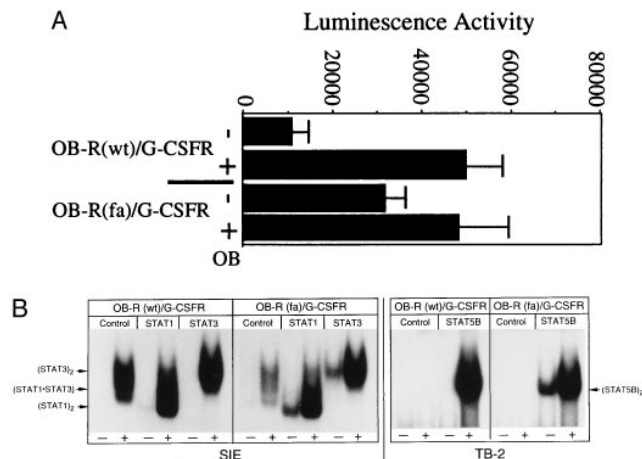 A
Luminescence Activity
0 20000 40000 60000 80000
OB-R(wt)/G-CSFR - +
OB-R(fa)/G-CSFR - +
OB
B
OB-R (wt)/G-CSFR OB-R (fa)/G-CSFR OB-R (wt)/G-CSFR OB-R (fa)/G-CSFR
Control STAT1 STAT3 Control STAT1 STAT3 Control STAT5B Control STAT5B
(STAT3)2
(STAT1•STAT3)
(STAT1)2
(STAT5B)2
− + − + − + − + − + − + − + − + − + − +
SIE TB-2